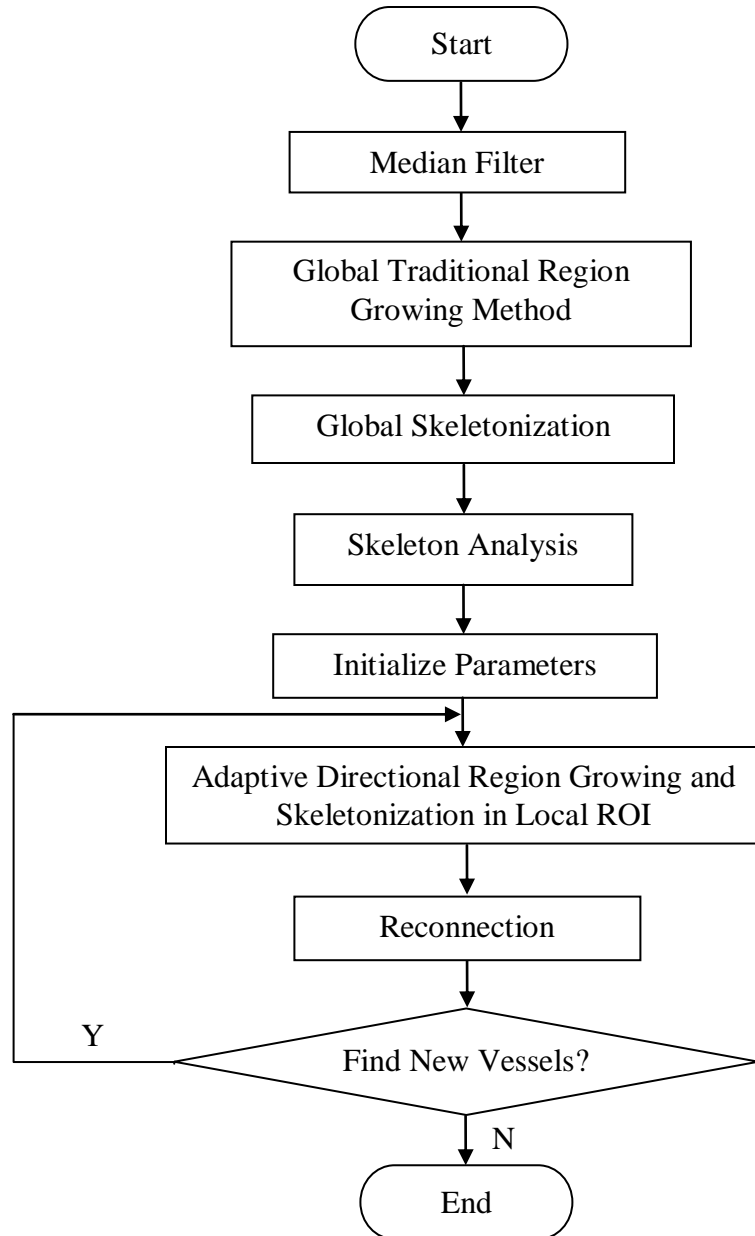 Start
Median Filter
Global Traditional Region
Growing Method
Global Skeletonization
Skeleton Analysis
Initialize Parameters
Adaptive Directional Region Growing and
Skeletonization in Local ROI
Reconnection
Y
Find New Vessels?
N
End